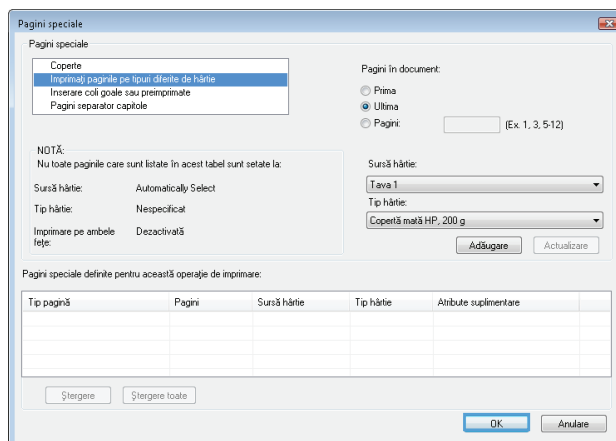 Pagini speciale
Pagini speciale
Coperte
Imprimați paginile pe tipuri diferite de hârtie
Inserare coli goale sau preimprimate
Pagini separator capitole
Pagini în document:
Prima
Ultima
Pagini:
(Ex. 1, 3, 5-12)
NOTĂ:
Nu toate paginile care sunt listate în acest tabel sunt setate la:
Sursă hârtie: Automatically Select
Tip hârtie: Nespecificat
Imprimare pe ambele fețe: Dezactivată
Sursă hârtie:
Tava 1
Tip hârtie:
Copertă mată HP, 200 g
Adăugare
Actualizare
Pagini speciale definite pentru această operație de imprimare:
Tip pagină Pagini Sursă hârtie Tip hârtie Atribute suplimentare
Ștergere
Ștergere toate
OK
Anulare